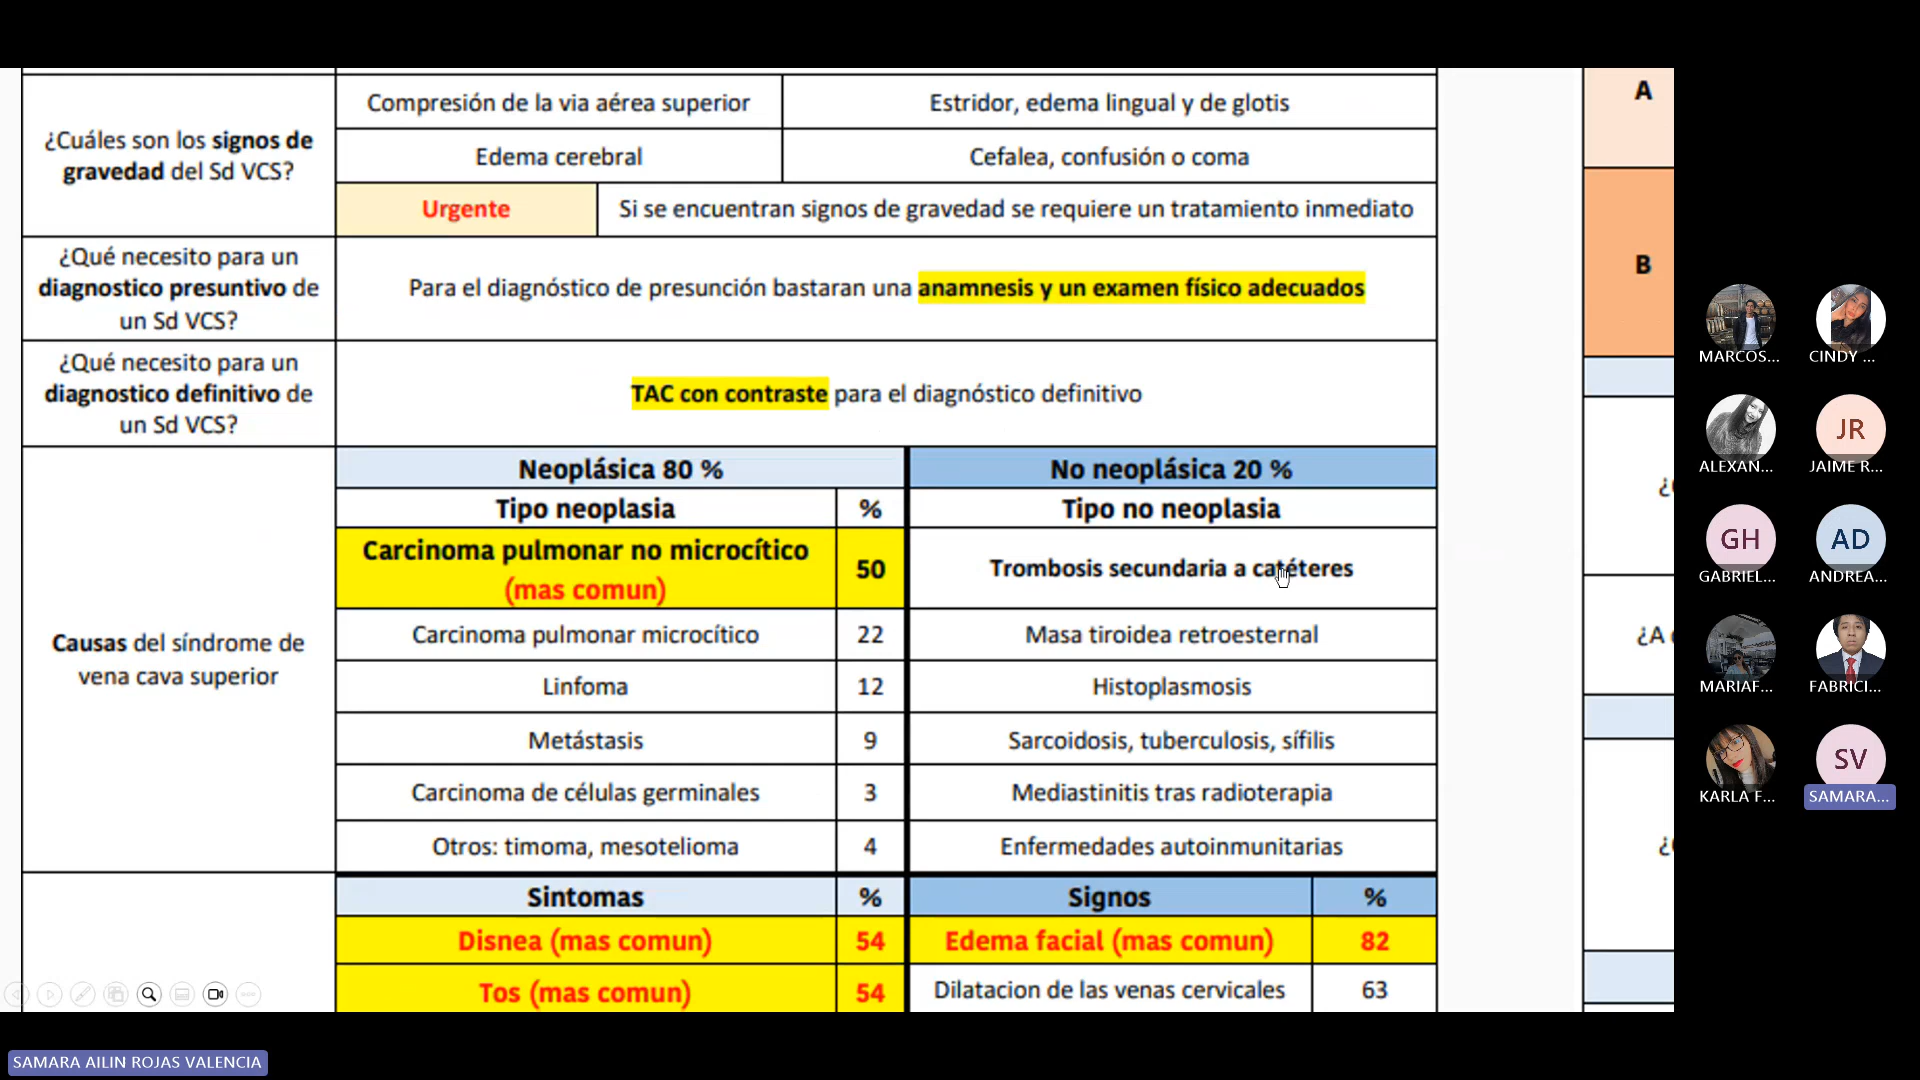 ¿Cuáles son los signos de
gravedad del Sd VCS?
Compresión de la via aérea superior
Estridor, edema lingual y de glotis
Edema cerebral
Cefalea, confusión o coma
Urgente
Si se encuentran signos de gravedad se requiere un tratamiento inmediato
¿Qué necesito para un
diagnostico presuntivo de
un Sd VCS?
Para el diagnóstico de presunción bastaran una anamnesis y un examen físico adecuados
¿Qué necesito para un
diagnostico definitivo de
un Sd VCS?
TAC con contraste para el diagnóstico definitivo
Causas del síndrome de
vena cava superior
Neoplásica 80 %
No neoplásica 20 %
Tipo neoplasia
%
Tipo no neoplasia
Carcinoma pulmonar no microcítico
(mas comun)
50
Trombosis secundaria a catéteres
Carcinoma pulmonar microcítico
22
Masa tiroidea retroesternal
Linfoma
12
Histoplasmosis
Metástasis
9
Sarcoidosis, tuberculosis, sífilis
Carcinoma de células germinales
3
Mediastinitis tras radioterapia
Otros: timoma, mesotelioma
4
Enfermedades autoinmunitarias
Sintomas
%
Signos
%
Disnea (mas comun)
54
Edema facial (mas comun)
82
Tos (mas comun)
54
Dilatacion de las venas cervicales
63
A
B
¿A
MARCOS...
CINDY ...
ALEXAN...
JR
JAIME R...
GH
GABRIEL...
AD
ANDREA...
MARIAF...
FABRICI...
KARLA F...
SV
SAMARA...
SAMARA AILIN ROJAS VALENCIA